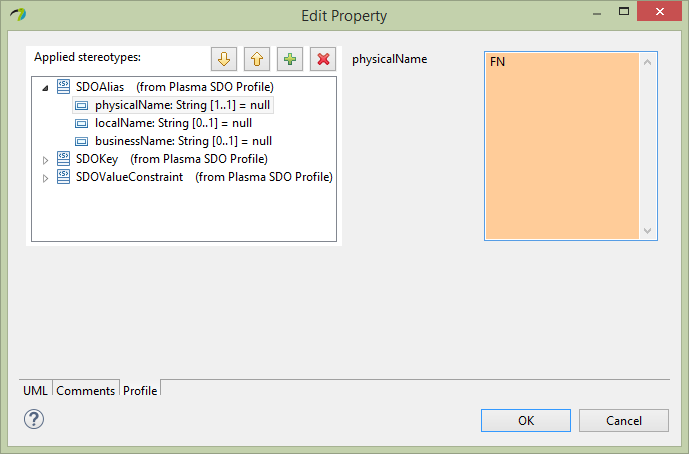 Edit Property
Applied stereotypes:
SDOAlias (from Plasma SDO Profile)
physicalName: String [1..1] = null
localName: String [0..1] = null
businessName: String [0..1] = null
SDOKey (from Plasma SDO Profile)
SDOValueConstraint (from Plasma SDO Profile)
physicalName
FN
UML Comments Profile
OK Cancel